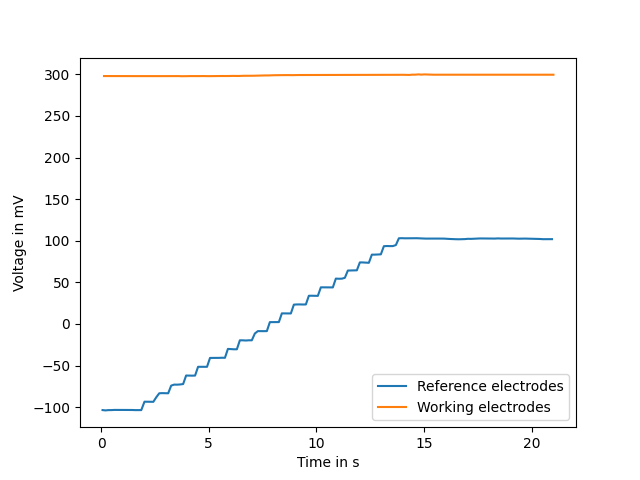 300
250
200
150
100
50
0
−50
−100
Voltage in mV
0 5 10 15 20
Time in s
Reference electrodes
Working electrodes